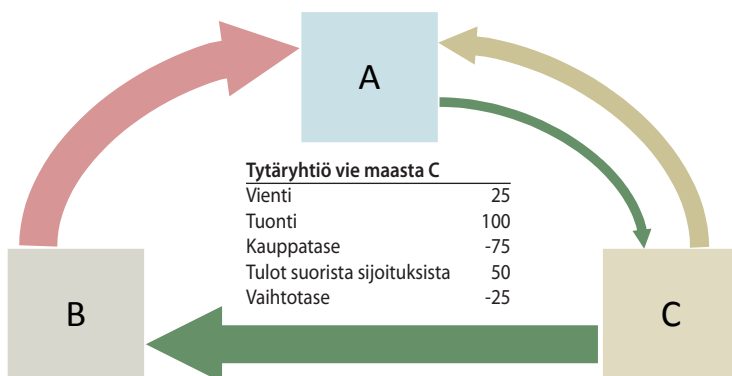 A
Tytäryhtiö vie maasta C
Vienti 25
Tuonti 100
Kauppatase -75
Tulot suorista sijoituksista 50
Vaihtotase -25
B
C